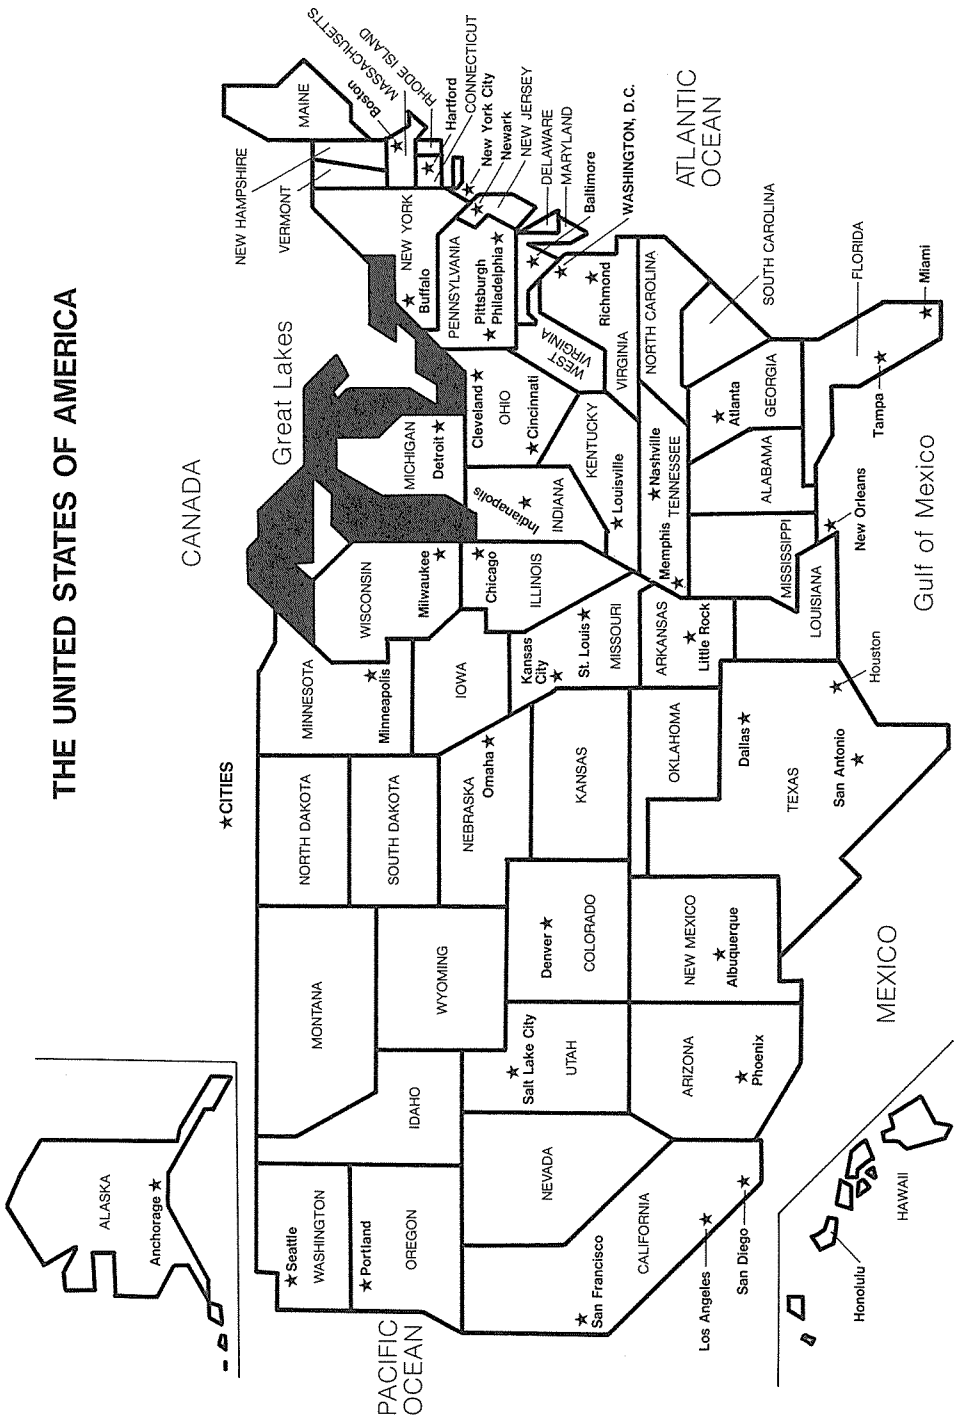 THE UNITED STATES OF AMERICA
★CITIES
CANADA
Great Lakes
PACIFIC
OCEAN
ATLANTIC
OCEAN
MEXICO
Gulf of Mexico
ALASKA
Anchorage
HAWAII
Honolulu
Seattle
WASHINGTON
Portland
OREGON
San Francisco
CALIFORNIA
Los Angeles
San Diego
NEVADA
IDAHO
MONTANA
WYOMING
Salt Lake City
UTAH
ARIZONA
Phoenix
Denver
COLORADO
NEW MEXICO
Albuquerque
NORTH DAKOTA
SOUTH DAKOTA
NEBRASKA
Omaha
KANSAS
OKLAHOMA
Dallas
TEXAS
San Antonio
Houston
MINNESOTA
Minneapolis
IOWA
Kansas
City
St. Louis
MISSOURI
ARKANSAS
Little Rock
LOUISIANA
New Orleans
WISCONSIN
Milwaukee
Chicago
ILLINOIS
MICHIGAN
Detroit
Indianapolis
INDIANA
Cleveland
OHIO
Cincinnati
KENTUCKY
Louisville
Nashville
TENNESSEE
Memphis
MISSISSIPPI
ALABAMA
Atlanta
GEORGIA
FLORIDA
Tampa
Miami
SOUTH CAROLINA
NORTH CAROLINA
VIRGINIA
Richmond
WEST
VIRGINIA
WASHINGTON, D.C.
Baltimore
MARYLAND
DELAWARE
PENNSYLVANIA
Pittsburgh
Philadelphia
NEW JERSEY
Newark
New York City
NEW YORK
Buffalo
CONNECTICUT
Hartford
RHODE ISLAND
MASSACHUSETTS
Boston
VERMONT
NEW HAMPSHIRE
MAINE